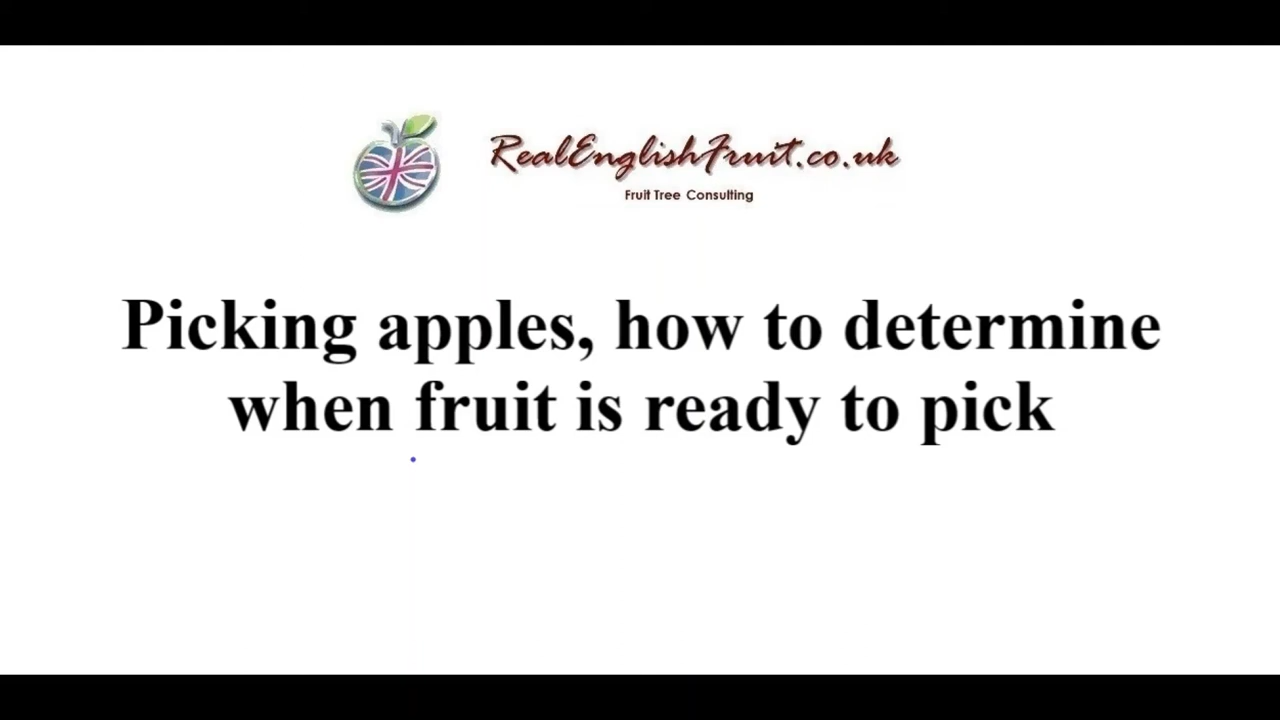 RealEnglishFruit.co.uk
Fruit Tree Consulting
Picking apples, how to determine
when fruit is ready to pick